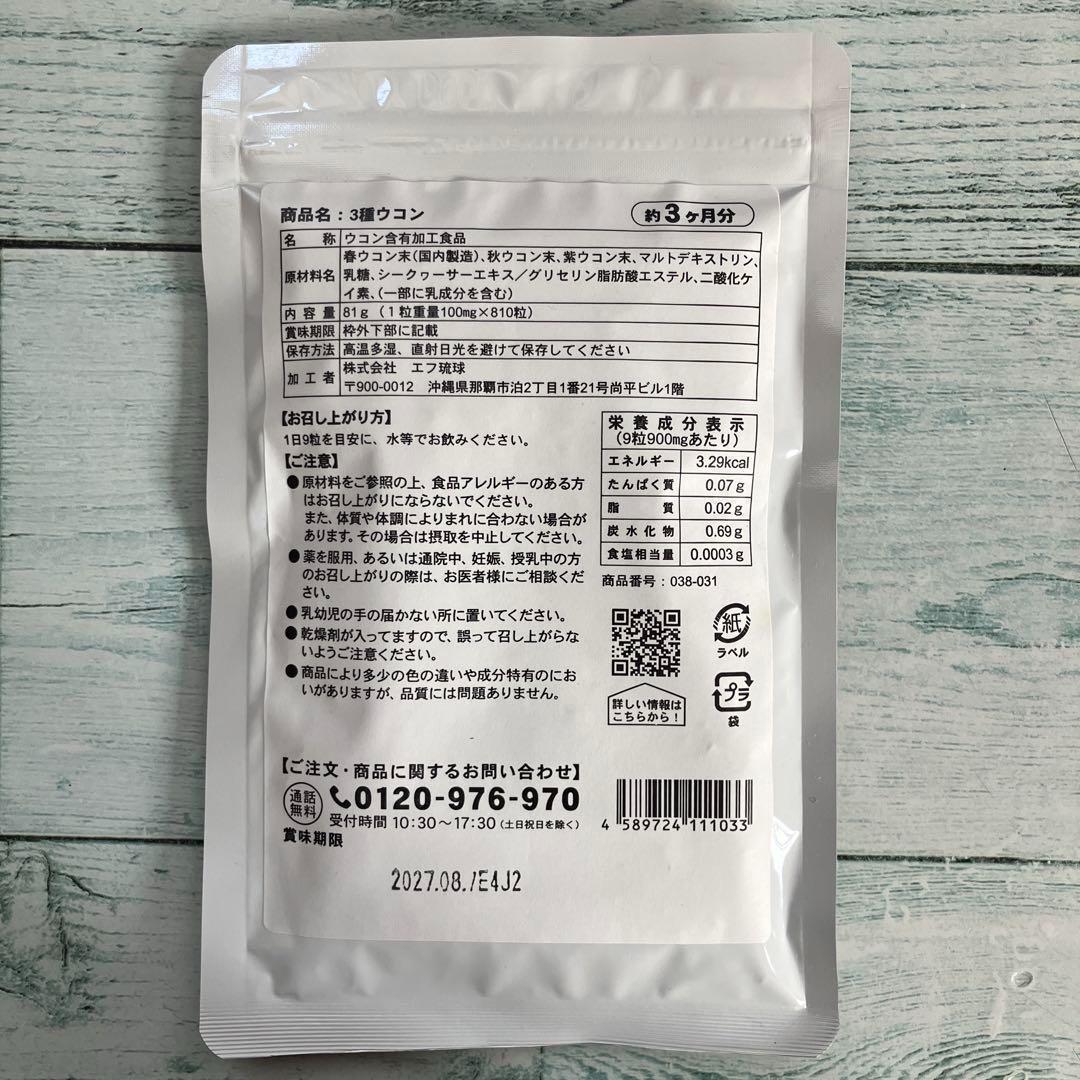 商品名：3種ウコン
約3ヶ月分
名称 ウコン含有加工食品
原材料名 春ウコン末(国内製造)、秋ウコン末、紫ウコン末、マルトデキストリン、
乳糖、シークヮーサーエキス／グリセリン脂肪酸エステル、二酸化ケ
イ素、(一部に乳成分を含む)
内容量 81g (1粒重量100mg×810粒)
賞味期限 枠外下部に記載
保存方法 高温多湿、直射日光を避けて保存してください
加工者 株式会社 エフ琉球
〒900-0012 沖縄県那覇市泊2丁目1番21号尚平ビル1階
【お召し上がり方】
1日9粒を目安に、水等でお飲みください。
【ご注意】
●原材料をご参照の上、食品アレルギーのある方
はお召し上がりにならないでください。
また、体質や体調によりまれに合わない場合が
あります。その場合は摂取を中止してください。
●薬を服用、あるいは通院中、妊娠、授乳中の方
のお召し上がりの際は、お医者様にご相談くだ
さい。
●乳幼児の手の届かない所に置いてください。
●乾燥剤が入ってますので、誤って召し上がらな
いようご注意ください。
●商品により多少の色の違いや成分特有のにお
いがありますが、品質には問題ありません。
栄養成分表示
(9粒900mgあたり)
エネルギー 3.29kcal
たんぱく質 0.07g
脂質 0.02g
炭水化物 0.69g
食塩相当量 0.0003g
商品番号：038-031
紙
ラベル
プラ
袋
詳しい情報は
こちらから！
【ご注文・商品に関するお問い合わせ】
通話
無料
0120-976-970
受付時間 10:30～17:30(土日祝日を除く)
4 589724 111033
賞味期限
2027.08./E4J2